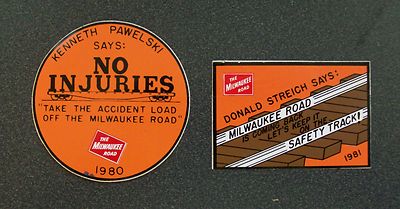 KENNETH PAWELSKI
SAYS:
NO
INJURIES
"TAKE THE ACCIDENT LOAD
OFF THE MILWAUKEE ROAD"
THE
MILWAUKEE
ROAD
1980
THE
MILWAUKEE
ROAD
DONALD STREICH SAYS:
MILWAUKEE ROAD
IS COMING BACK
LET'S KEEP IT
ON THE
SAFETY TRACK!
1981